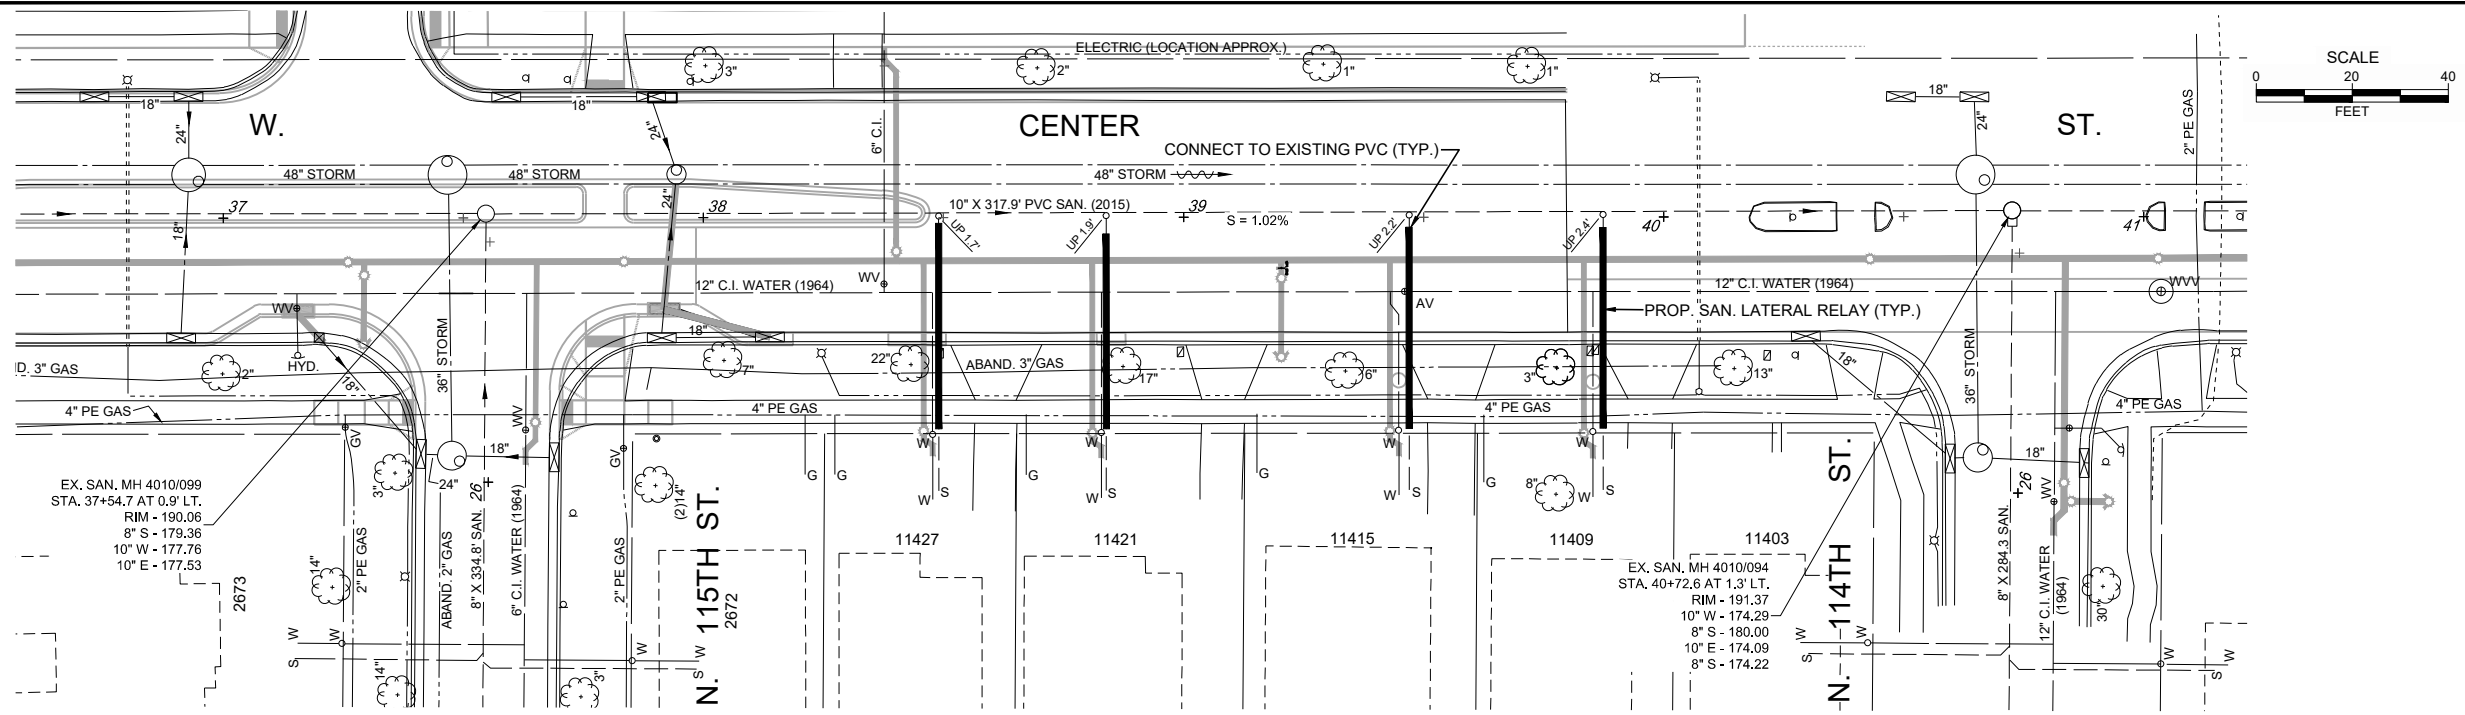 ELECTRIC (LOCATION APPROX.)
3"
2"
1"
1"
SCALE
0 20 40
FEET
18"
18"
18"
24"
24"
24"
W. CENTER ST.
6" C.I.
2" PE GAS
CONNECT TO EXISTING PVC (TYP.)
48" STORM
48" STORM
48" STORM
37
38
39
40
41
24"
18"
10" X 317.9' PVC SAN. (2015)
S = 1.02%
UP 1.7'
UP 1.9'
UP 2.2'
UP 2.4'
WV
12" C.I. WATER (1964)
12" C.I. WATER (1964)
WVV
AV
WV
PROP. SAN. LATERAL RELAY (TYP.)
HYD.
36" STORM
18"
22"
ABAND. 3" GAS
36" STORM
18"
D. 3" GAS
2"
18"
7"
17"
6"
3"
13"
4" PE GAS
4" PE GAS
4" PE GAS
4" PE GAS
GV
WV
GV
18"
18"
24"
W
W
W
W
G
G
G
G
G
W
S
W
S
W
S
W
S
8"
3"
(2)14"
26
26
WV
EX. SAN. MH 4010/099
STA. 37+54.7 AT 0.9' LT.
RIM - 190.06
8" S - 179.36
10" W - 177.76
10" E - 177.53
2673
14"
2" PE GAS
ABAND. 2" GAS
8" X 334.8' SAN.
6" C.I. WATER (1964)
2" PE GAS
N. 115TH ST.
2672
11427
11421
11415
11409
11403
EX. SAN. MH 4010/094
STA. 40+72.6 AT 1.3' LT.
RIM - 191.37
10" W - 174.29
8" S - 180.00
10" E - 174.09
8" S - 174.22
N. 114TH ST.
8" X 284.3 SAN.
12" C.I. WATER
(1964)
30"
W
S
W
W
W
S
W
S
W
W
W
S
14"
3"